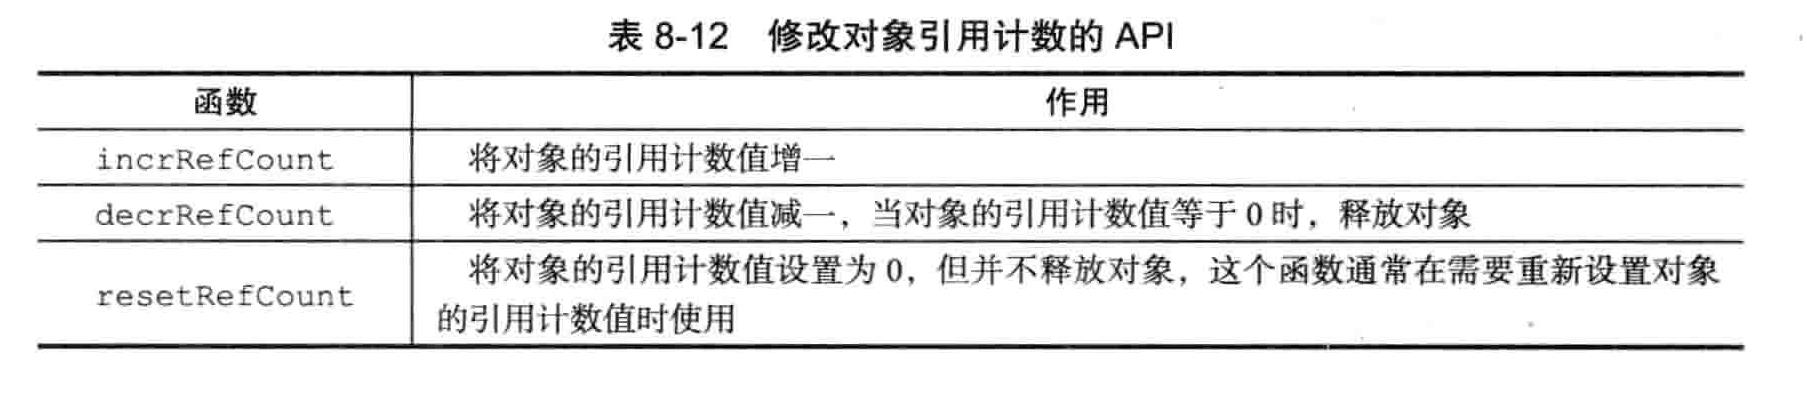 表 8-12 修改对象引用计数的 API
函数 作用
incrRefCount 将对象的引用计数值增一
decrRefCount 将对象的引用计数值减一，当对象的引用计数值等于 0 时，释放对象
resetRefCount 将对象的引用计数值设置为 0，但并不释放对象，这个函数通常在需要重新设置对象
的引用计数值时使用